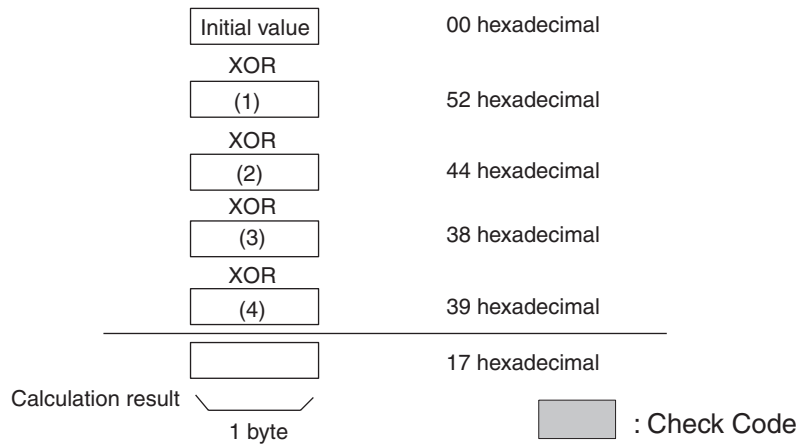 Initial value 00 hexadecimal
XOR
(1) 52 hexadecimal
XOR
(2) 44 hexadecimal
XOR
(3) 38 hexadecimal
XOR
(4) 39 hexadecimal
17 hexadecimal
Calculation result
1 byte
: Check Code